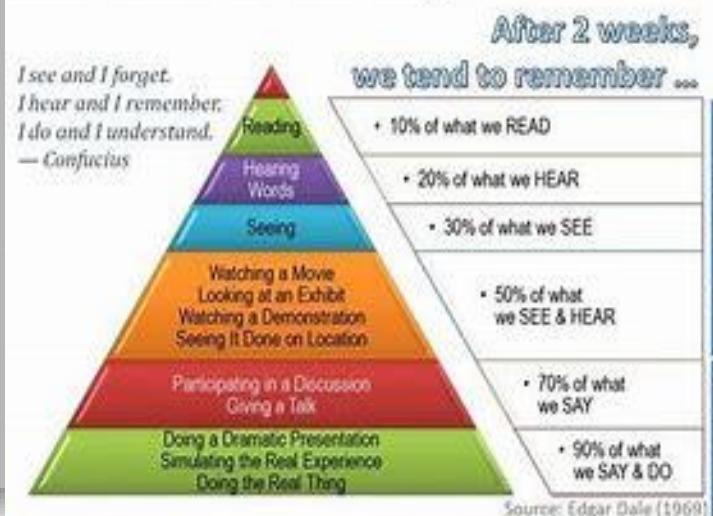 After 2 weeks,
we tend to remember ...
I see and I forget.
I hear and I remember.
I do and I understand.
— Confucius
Reading
• 10% of what we READ
Hearing
Words
• 20% of what we HEAR
Seeing
• 30% of what we SEE
Watching a Movie
Looking at an Exhibit
Watching a Demonstration
Seeing It Done on Location
• 50% of what
we SEE & HEAR
Participating in a Discussion
Giving a Talk
• 70% of what
we SAY
Doing a Dramatic Presentation
Simulating the Real Experience
Doing the Real Thing
• 90% of what
we SAY & DO
Source: Edgar Dale (1969)